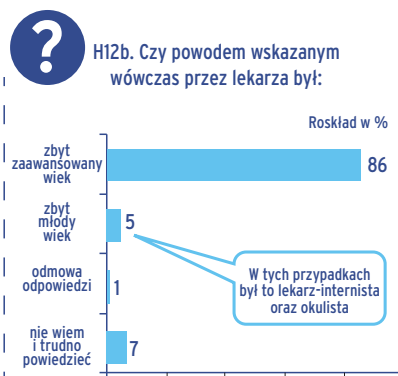 ?
H12b. Czy powodem wskazanym
wówczas przez lekarza był:
Roskład w %
zbyt
zaawansowany
wiek
86
zbyt
młody
wiek
5
W tych przypadkach
był to lekarz-internista
oraz okulista
odmowa
odpowiedzi
1
nie wiem
i trudno
powiedzieć
7